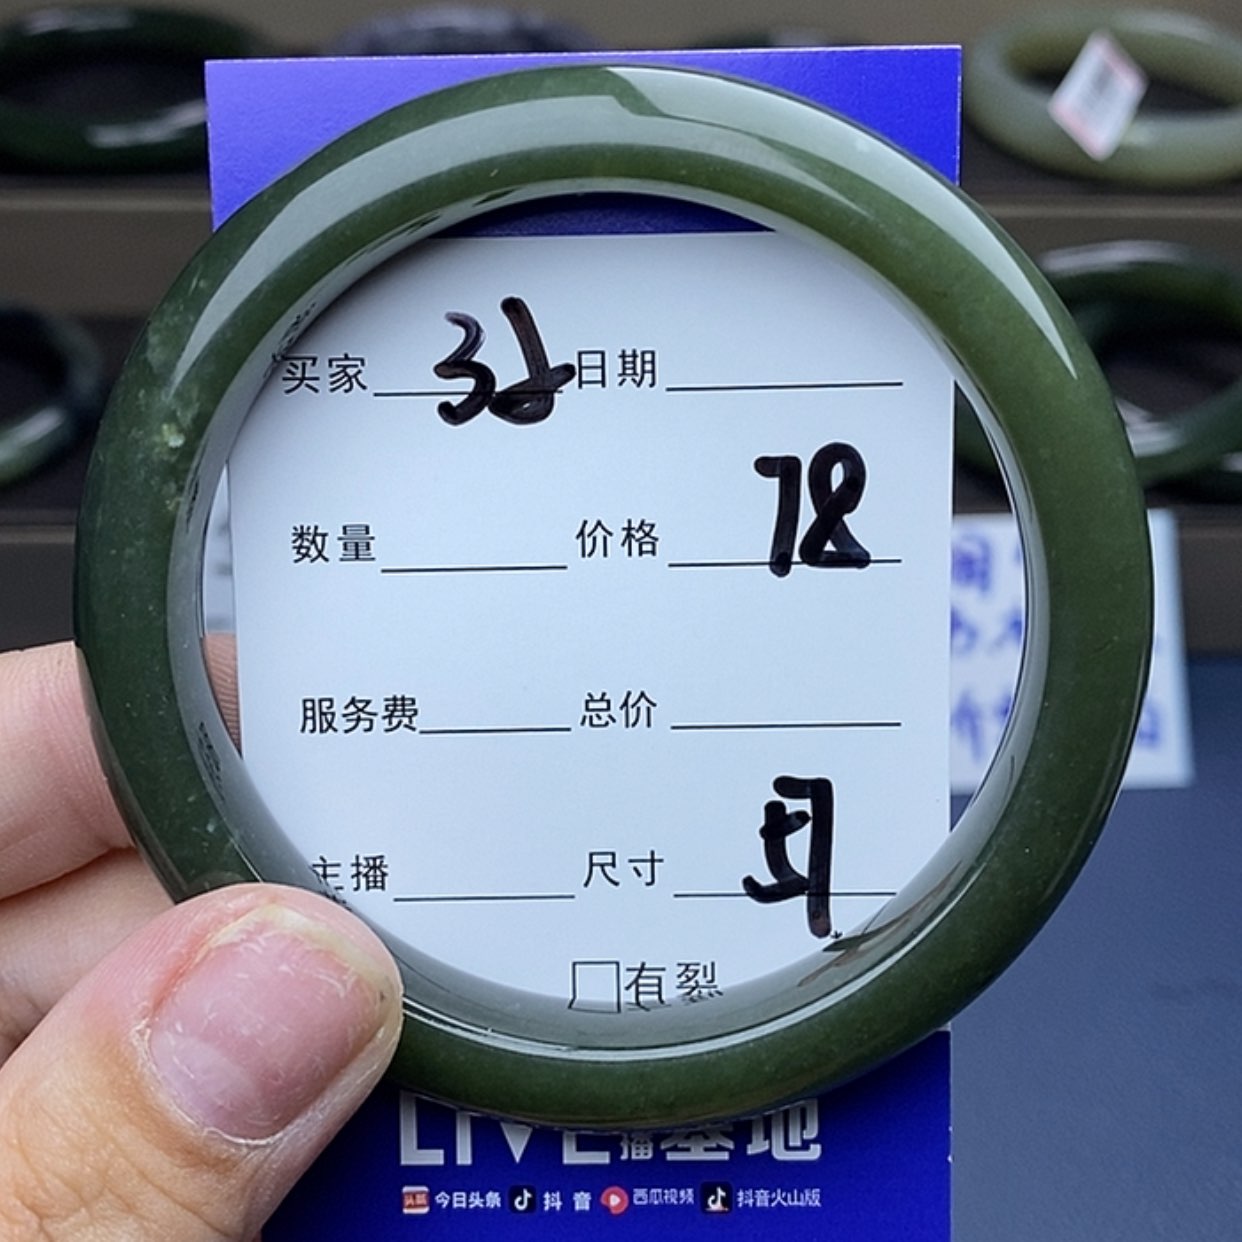 买家 日期
数量 价格 78
服务费 总价
主播 尺寸
□有裂
LIVE 播基地
今日头条 抖音 西瓜视频 抖音火山版